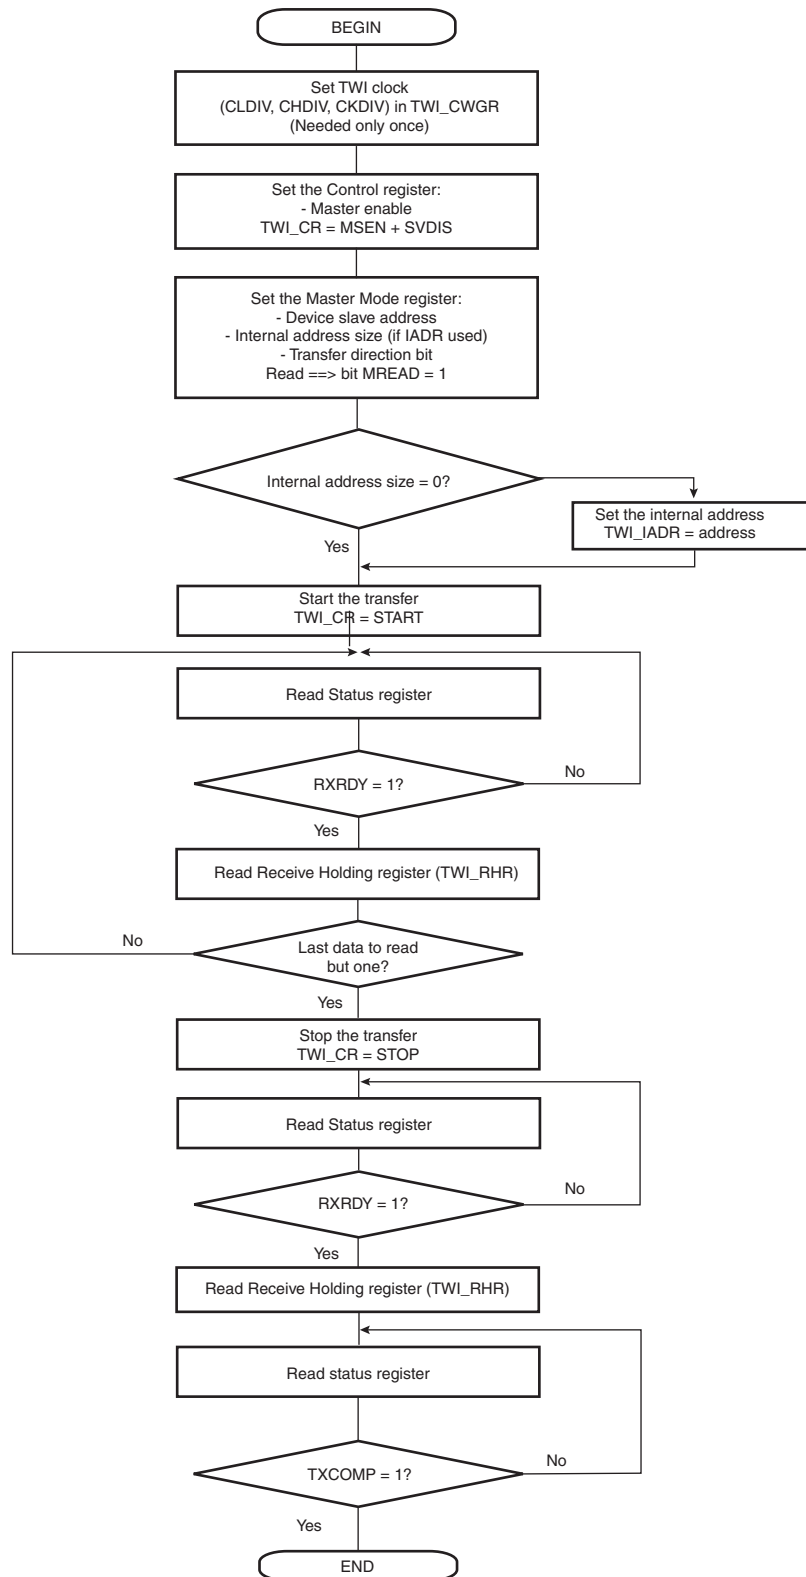 BEGIN
Set TWI clock
(CLDIV, CHDIV, CKDIV) in TWI_CWGR
(Needed only once)
Set the Control register:
- Master enable
TWI_CR = MSEN + SVDIS
Set the Master Mode register:
- Device slave address
- Internal address size (if IADR used)
- Transfer direction bit
Read ==> bit MREAD = 1
Internal address size = 0?
Set the internal address
TWI_IADR = address
Yes
Start the transfer
TWI_CR = START
Read Status register
RXRDY = 1?
No
Yes
Read Receive Holding register (TWI_RHR)
No
Last data to read
but one?
Yes
Stop the transfer
TWI_CR = STOP
Read Status register
RXRDY = 1?
No
Yes
Read Receive Holding register (TWI_RHR)
Read status register
TXCOMP = 1?
No
Yes
END